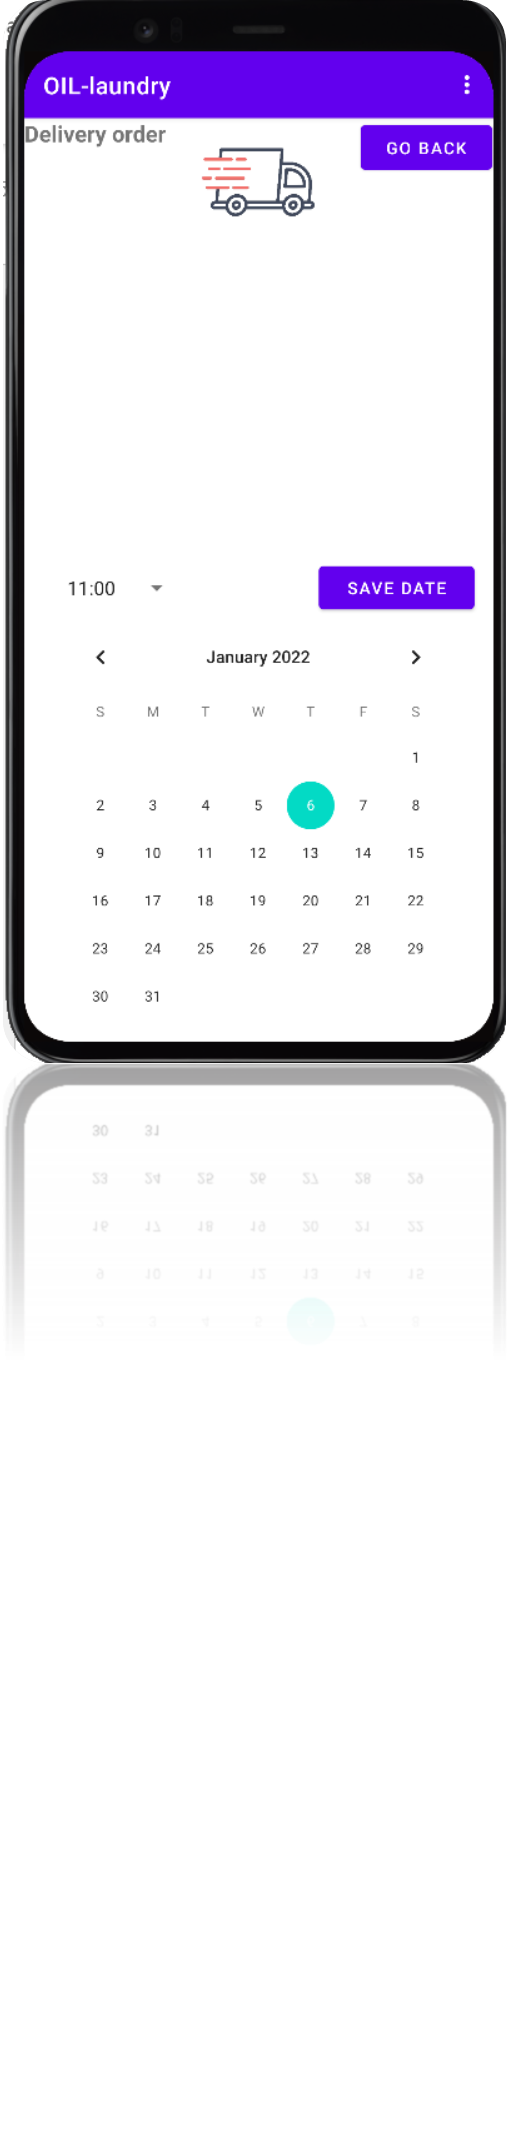 OIL-laundry
Delivery order
GO BACK
11:00
SAVE DATE
January 2022
S M T W T F S
1
2 3 4 5 6 7 8
9 10 11 12 13 14 15
16 17 18 19 20 21 22
23 24 25 26 27 28 29
30 31